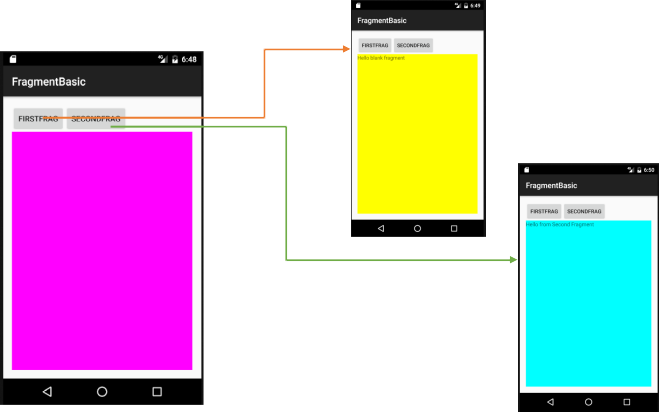 4G 6:48
FragmentBasic
FIRSTFRAG SECONDFRAG
6:49
FragmentBasic
FIRSTFRAG SECONDFRAG
Hello blank fragment
6:50
FragmentBasic
FIRSTFRAG SECONDFRAG
Hello from Second Fragment